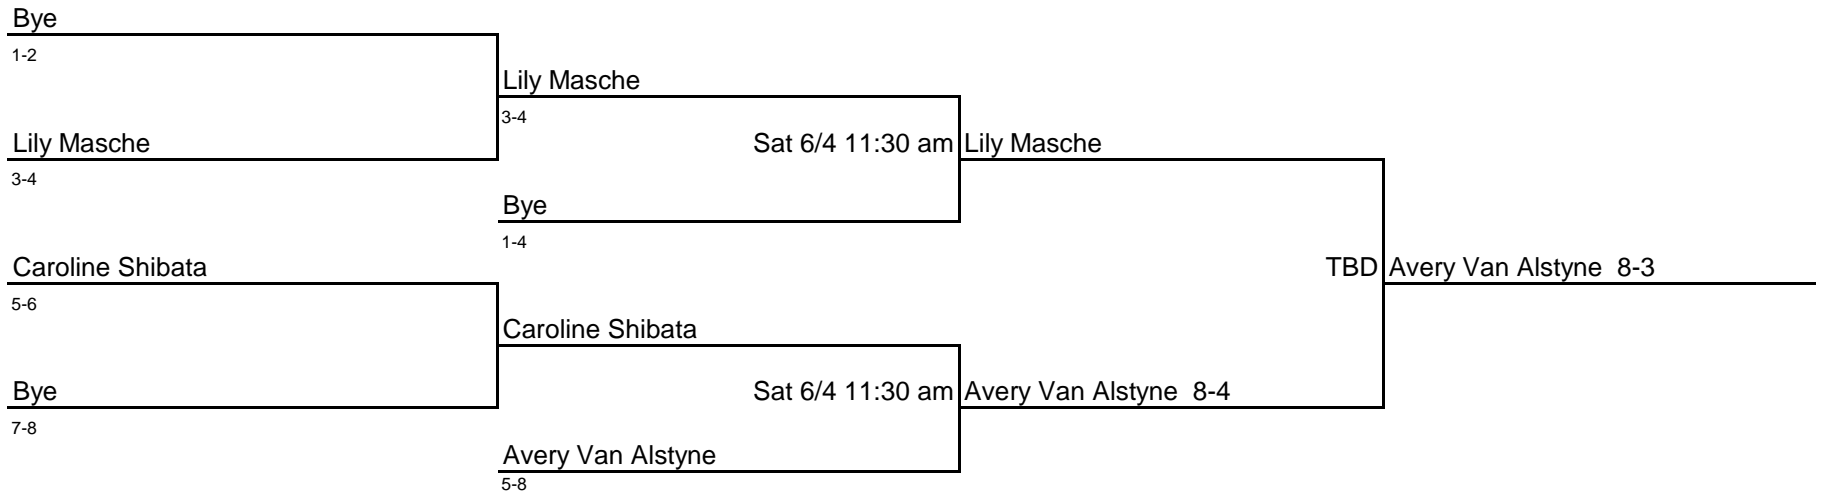 Bye
1-2
Lily Masche
3-4
Lily Masche
Sat 6/4 11:30 am Lily Masche
3-4
Bye
1-4
Caroline Shibata
TBD Avery Van Alstyne 8-3
5-6
Caroline Shibata
Bye
Sat 6/4 11:30 am Avery Van Alstyne 8-4
7-8
Avery Van Alstyne
5-8